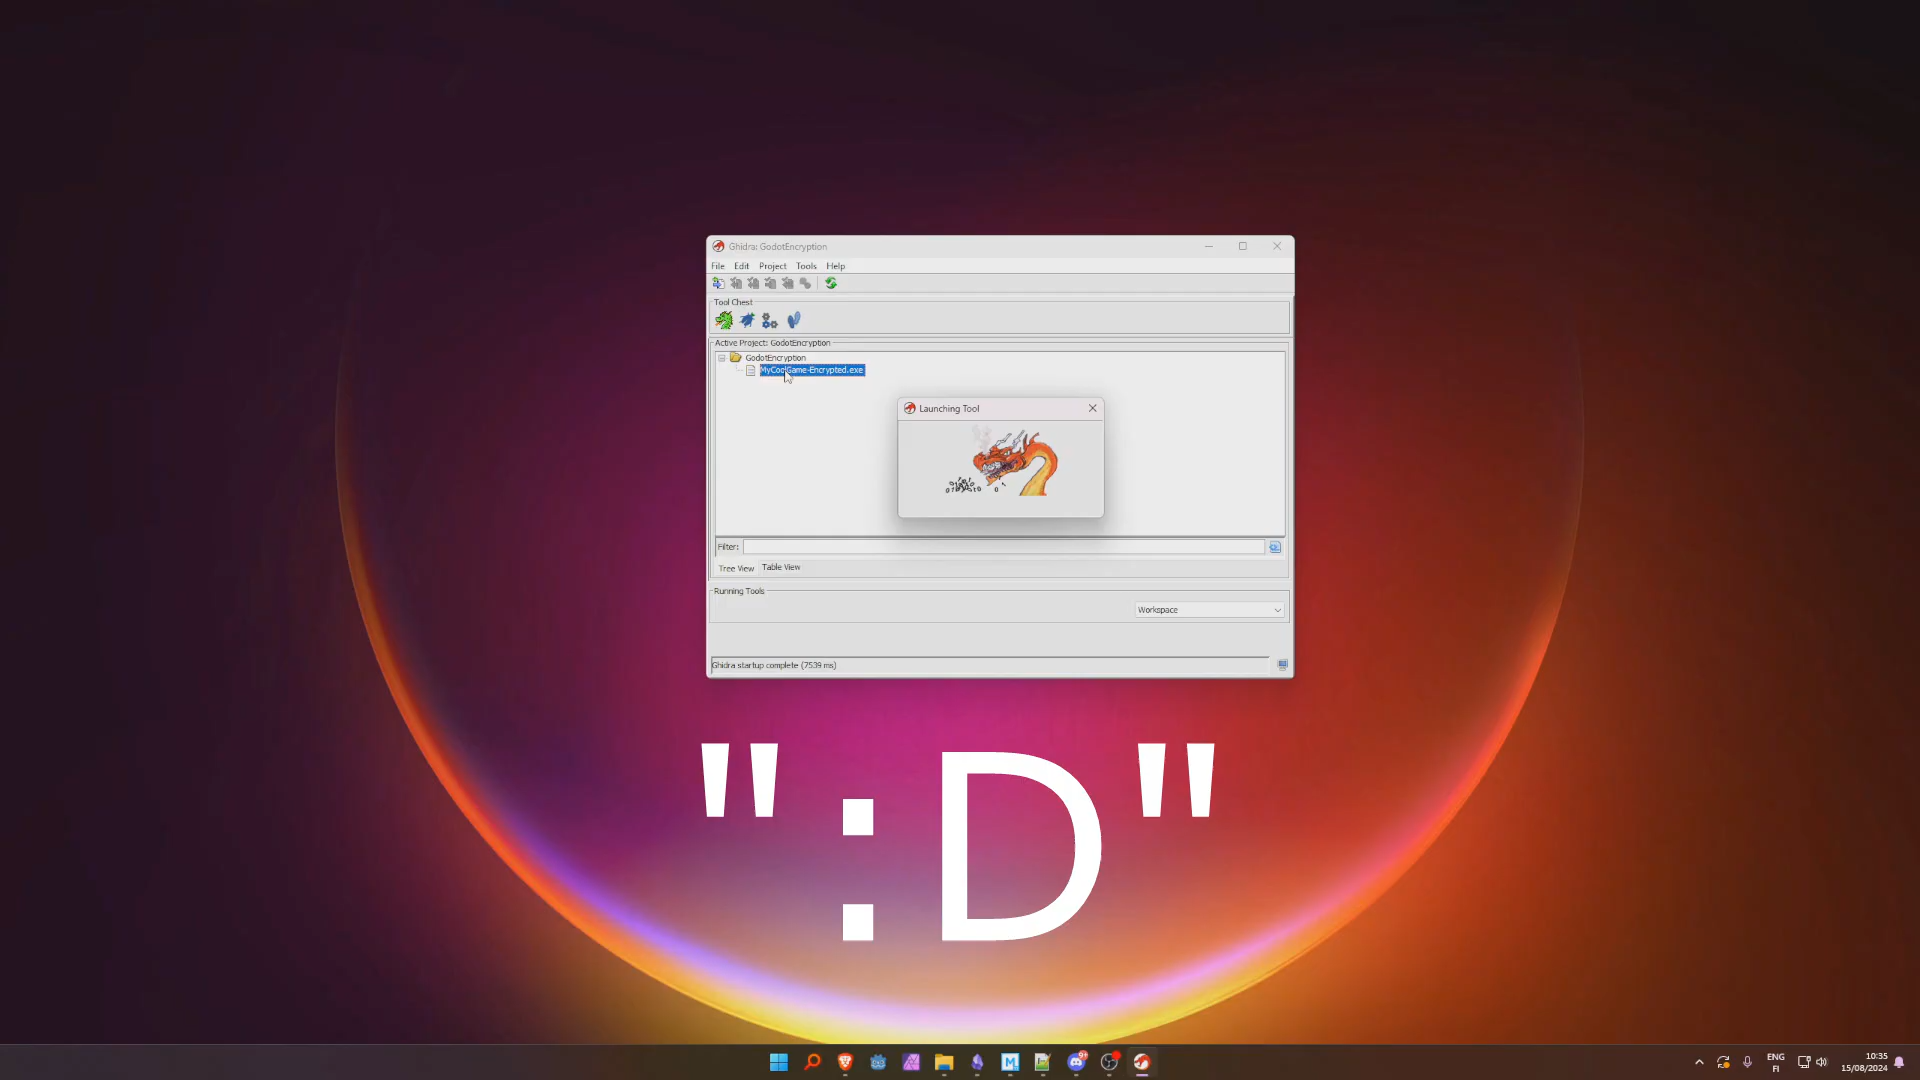 Ghidra: GodotEncryption
File Edit Project Tools Help
Tool Chest
Active Project: GodotEncryption
GodotEncryption
MyCoolGame-Encrypted.exe
Launching Tool
Filter:
Tree View Table View
Running Tools
Workspace
Ghidra startup complete (7539 ms)
":D"
ENG
FI
10:35
15/08/2024